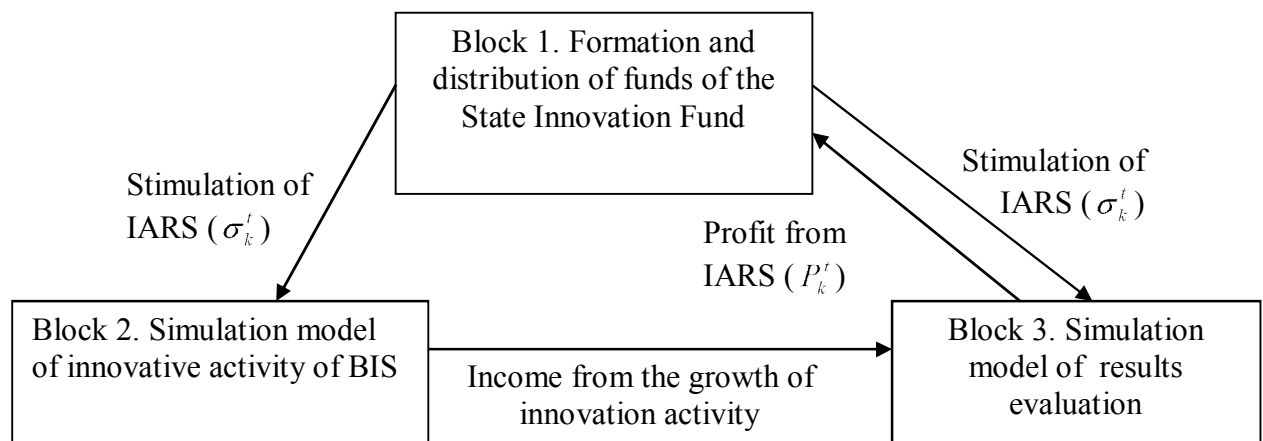 Block 1. Formation and
distribution of funds of the
State Innovation Fund
Stimulation of
IARS ( σ_k^t )
Profit from
IARS ( P_k^t )
Stimulation of
IARS ( σ_k^t )
Block 2. Simulation model
of innovative activity of BIS
Income from the growth of
innovation activity
Block 3. Simulation
model of results
evaluation